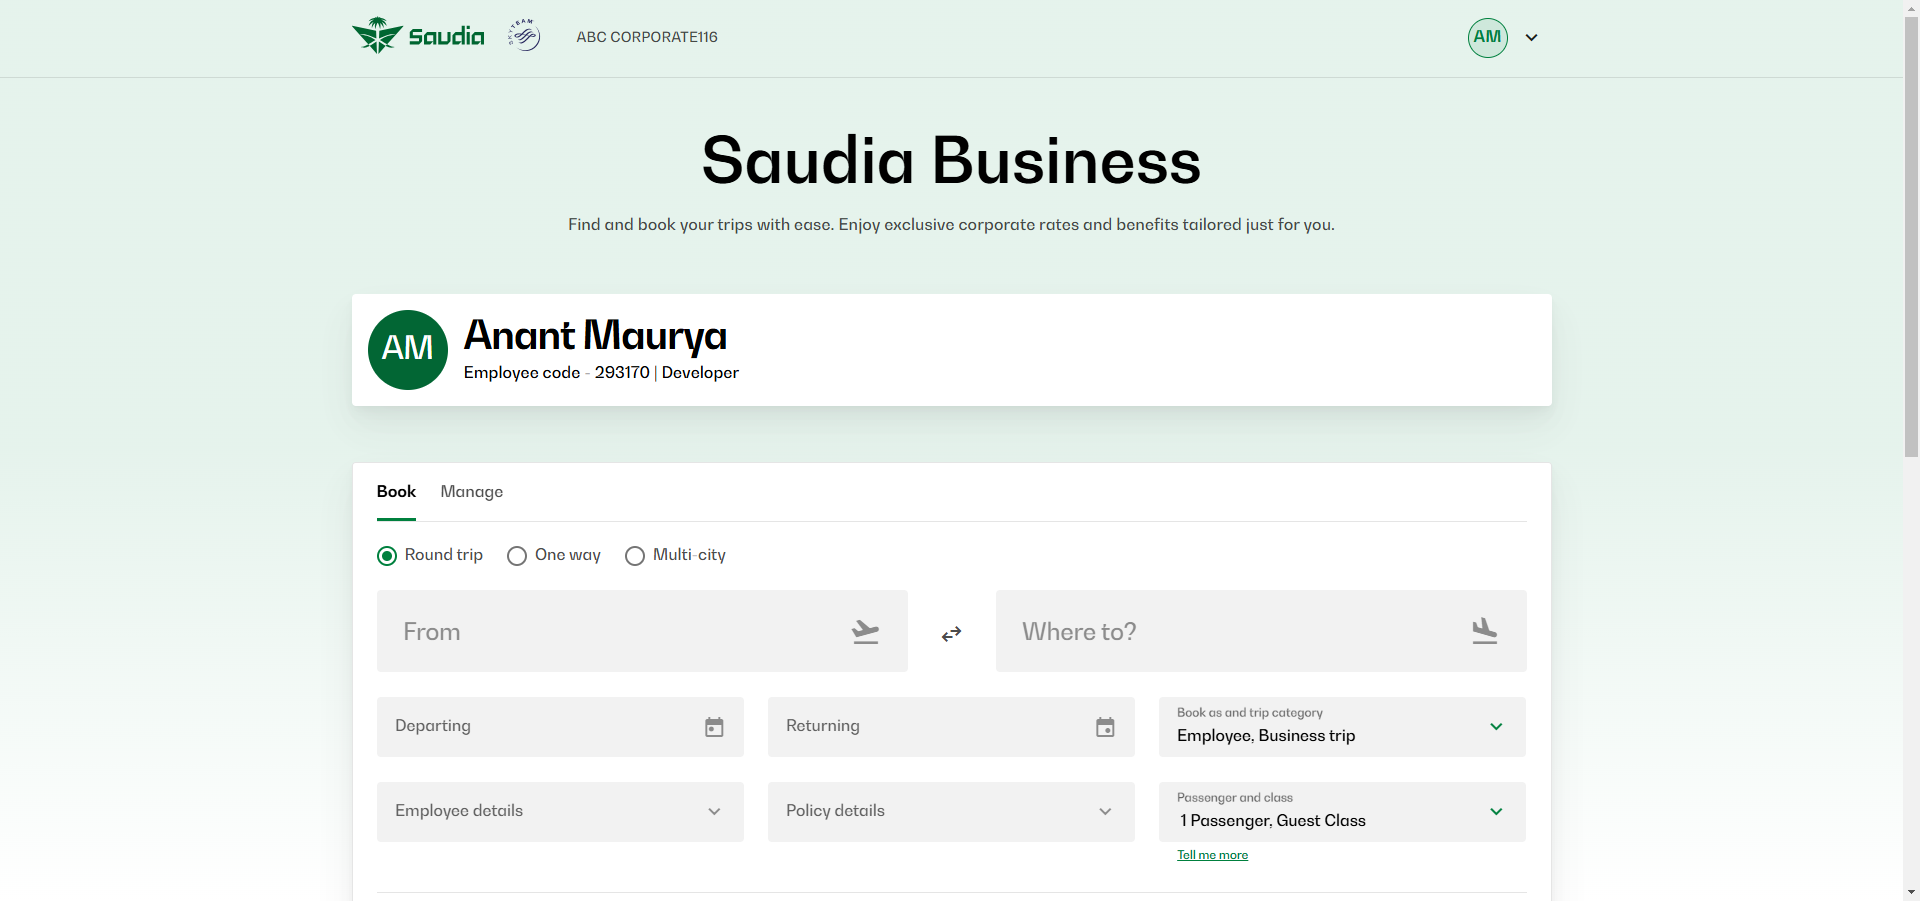 Saudia
SKYTEAM
ABC CORPORATE116
AM
Saudia Business
Find and book your trips with ease. Enjoy exclusive corporate rates and benefits tailored just for you.
AM
Anant Maurya
Employee code - 293170 | Developer
Book
Manage
Round trip
One way
Multi-city
From
Where to?
Departing
Returning
Book as and trip category
Employee, Business trip
Employee details
Policy details
Passenger and class
1 Passenger, Guest Class
Tell me more